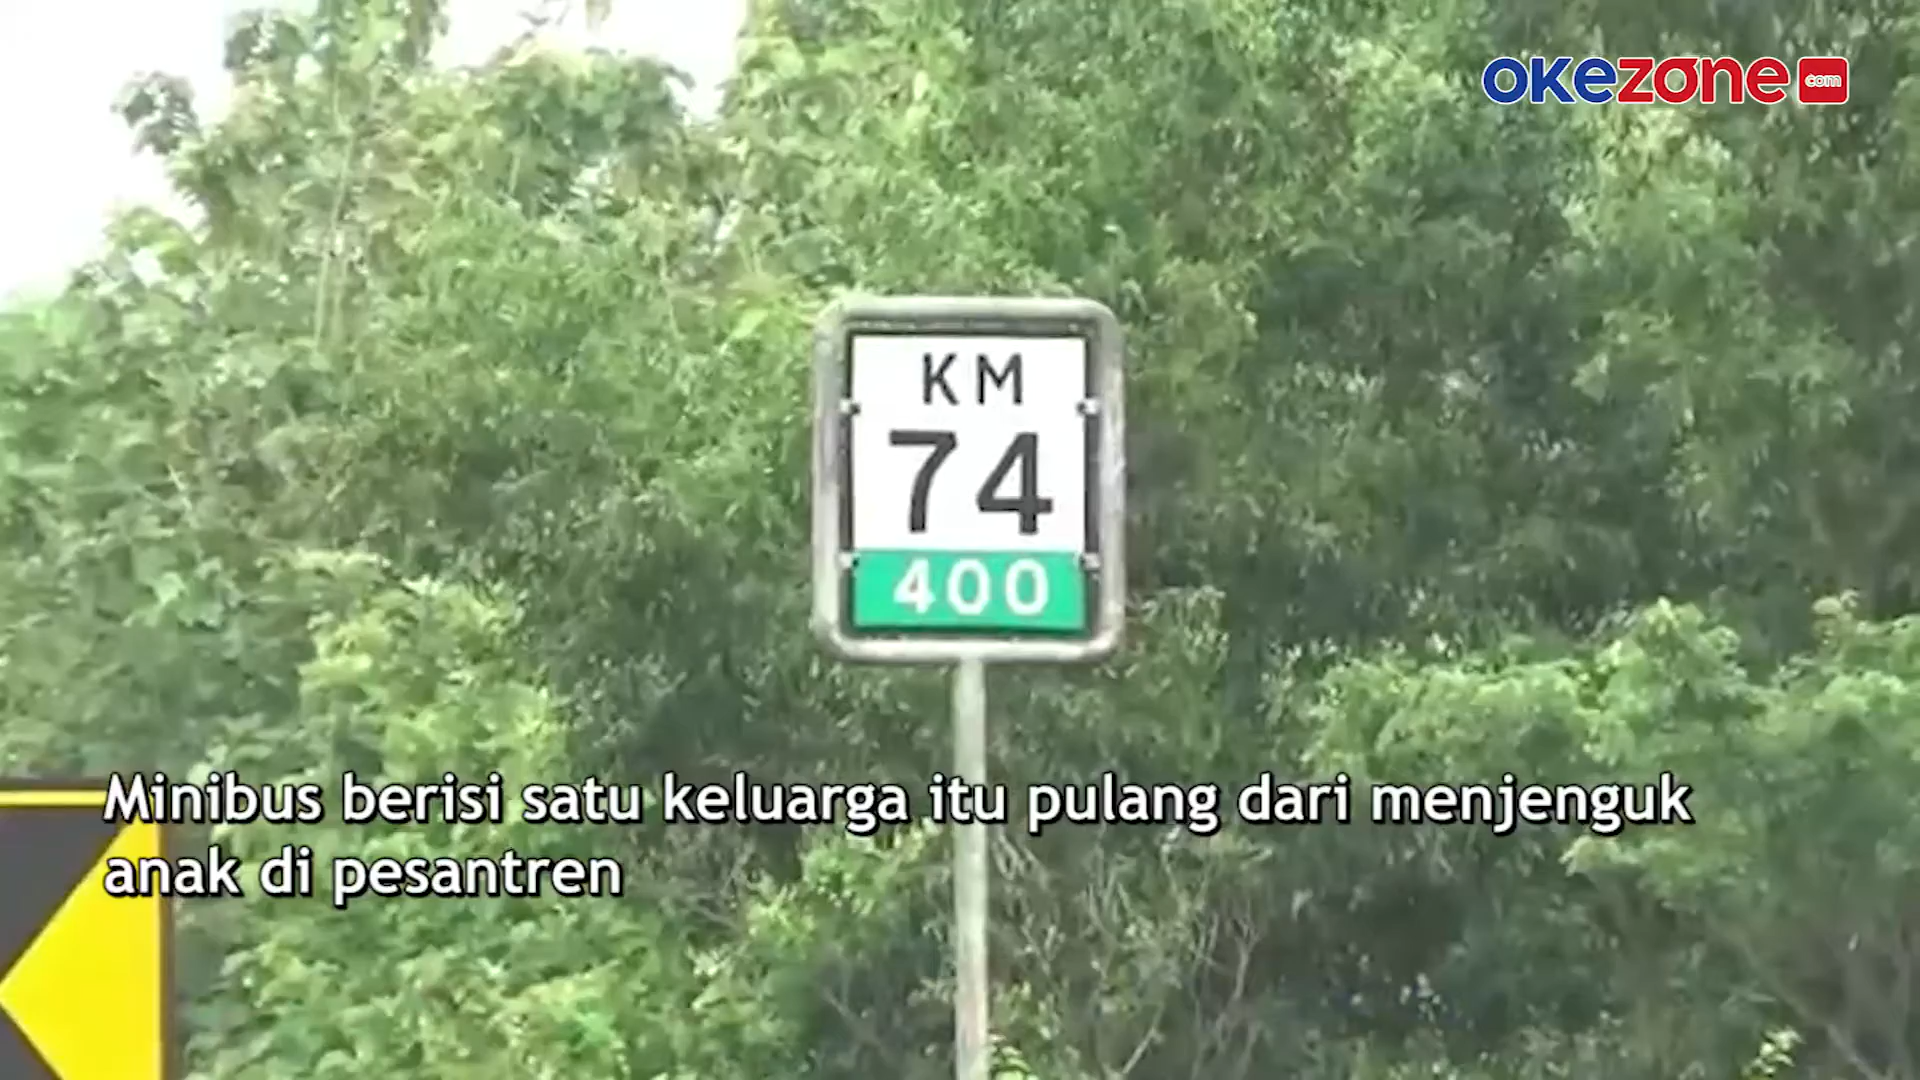 okezone.com
KM
74
400
Minibus berisi satu keluarga itu pulang dari menjenguk
anak di pesantren